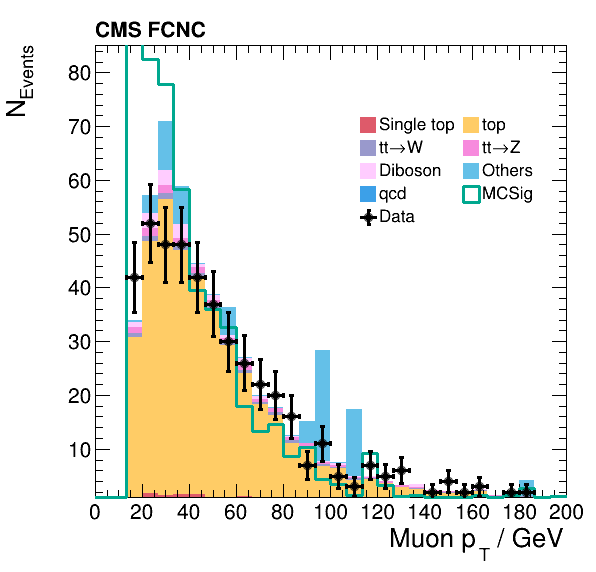 CMS FCNC
N_Events
80
70
60
50
40
30
20
10
Single top top
tt→W tt→Z
Diboson Others
qcd MCSig
Data
0 20 40 60 80 100 120 140 160 180 200
Muon p_T / GeV